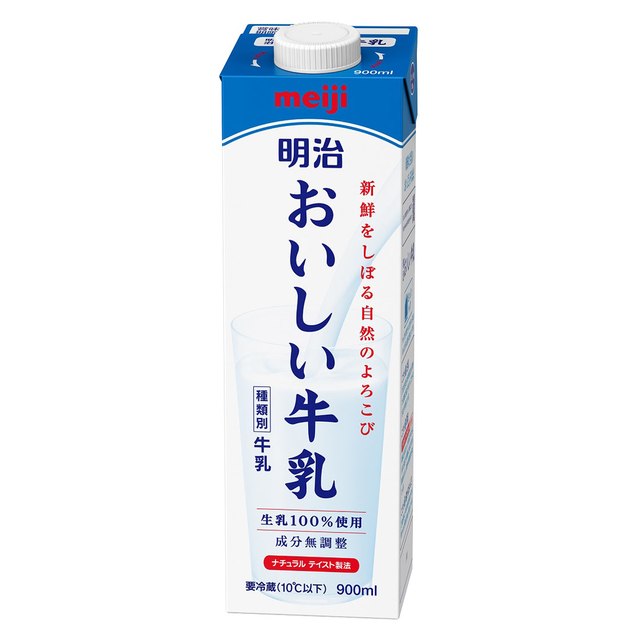 900ml
meiji
明治
おいしい牛乳
新鮮をしぼる自然のよろこび
種類別
牛乳
生乳100%使用
成分無調整
ナチュラル テイスト製法
要冷蔵(10℃以下) 900ml